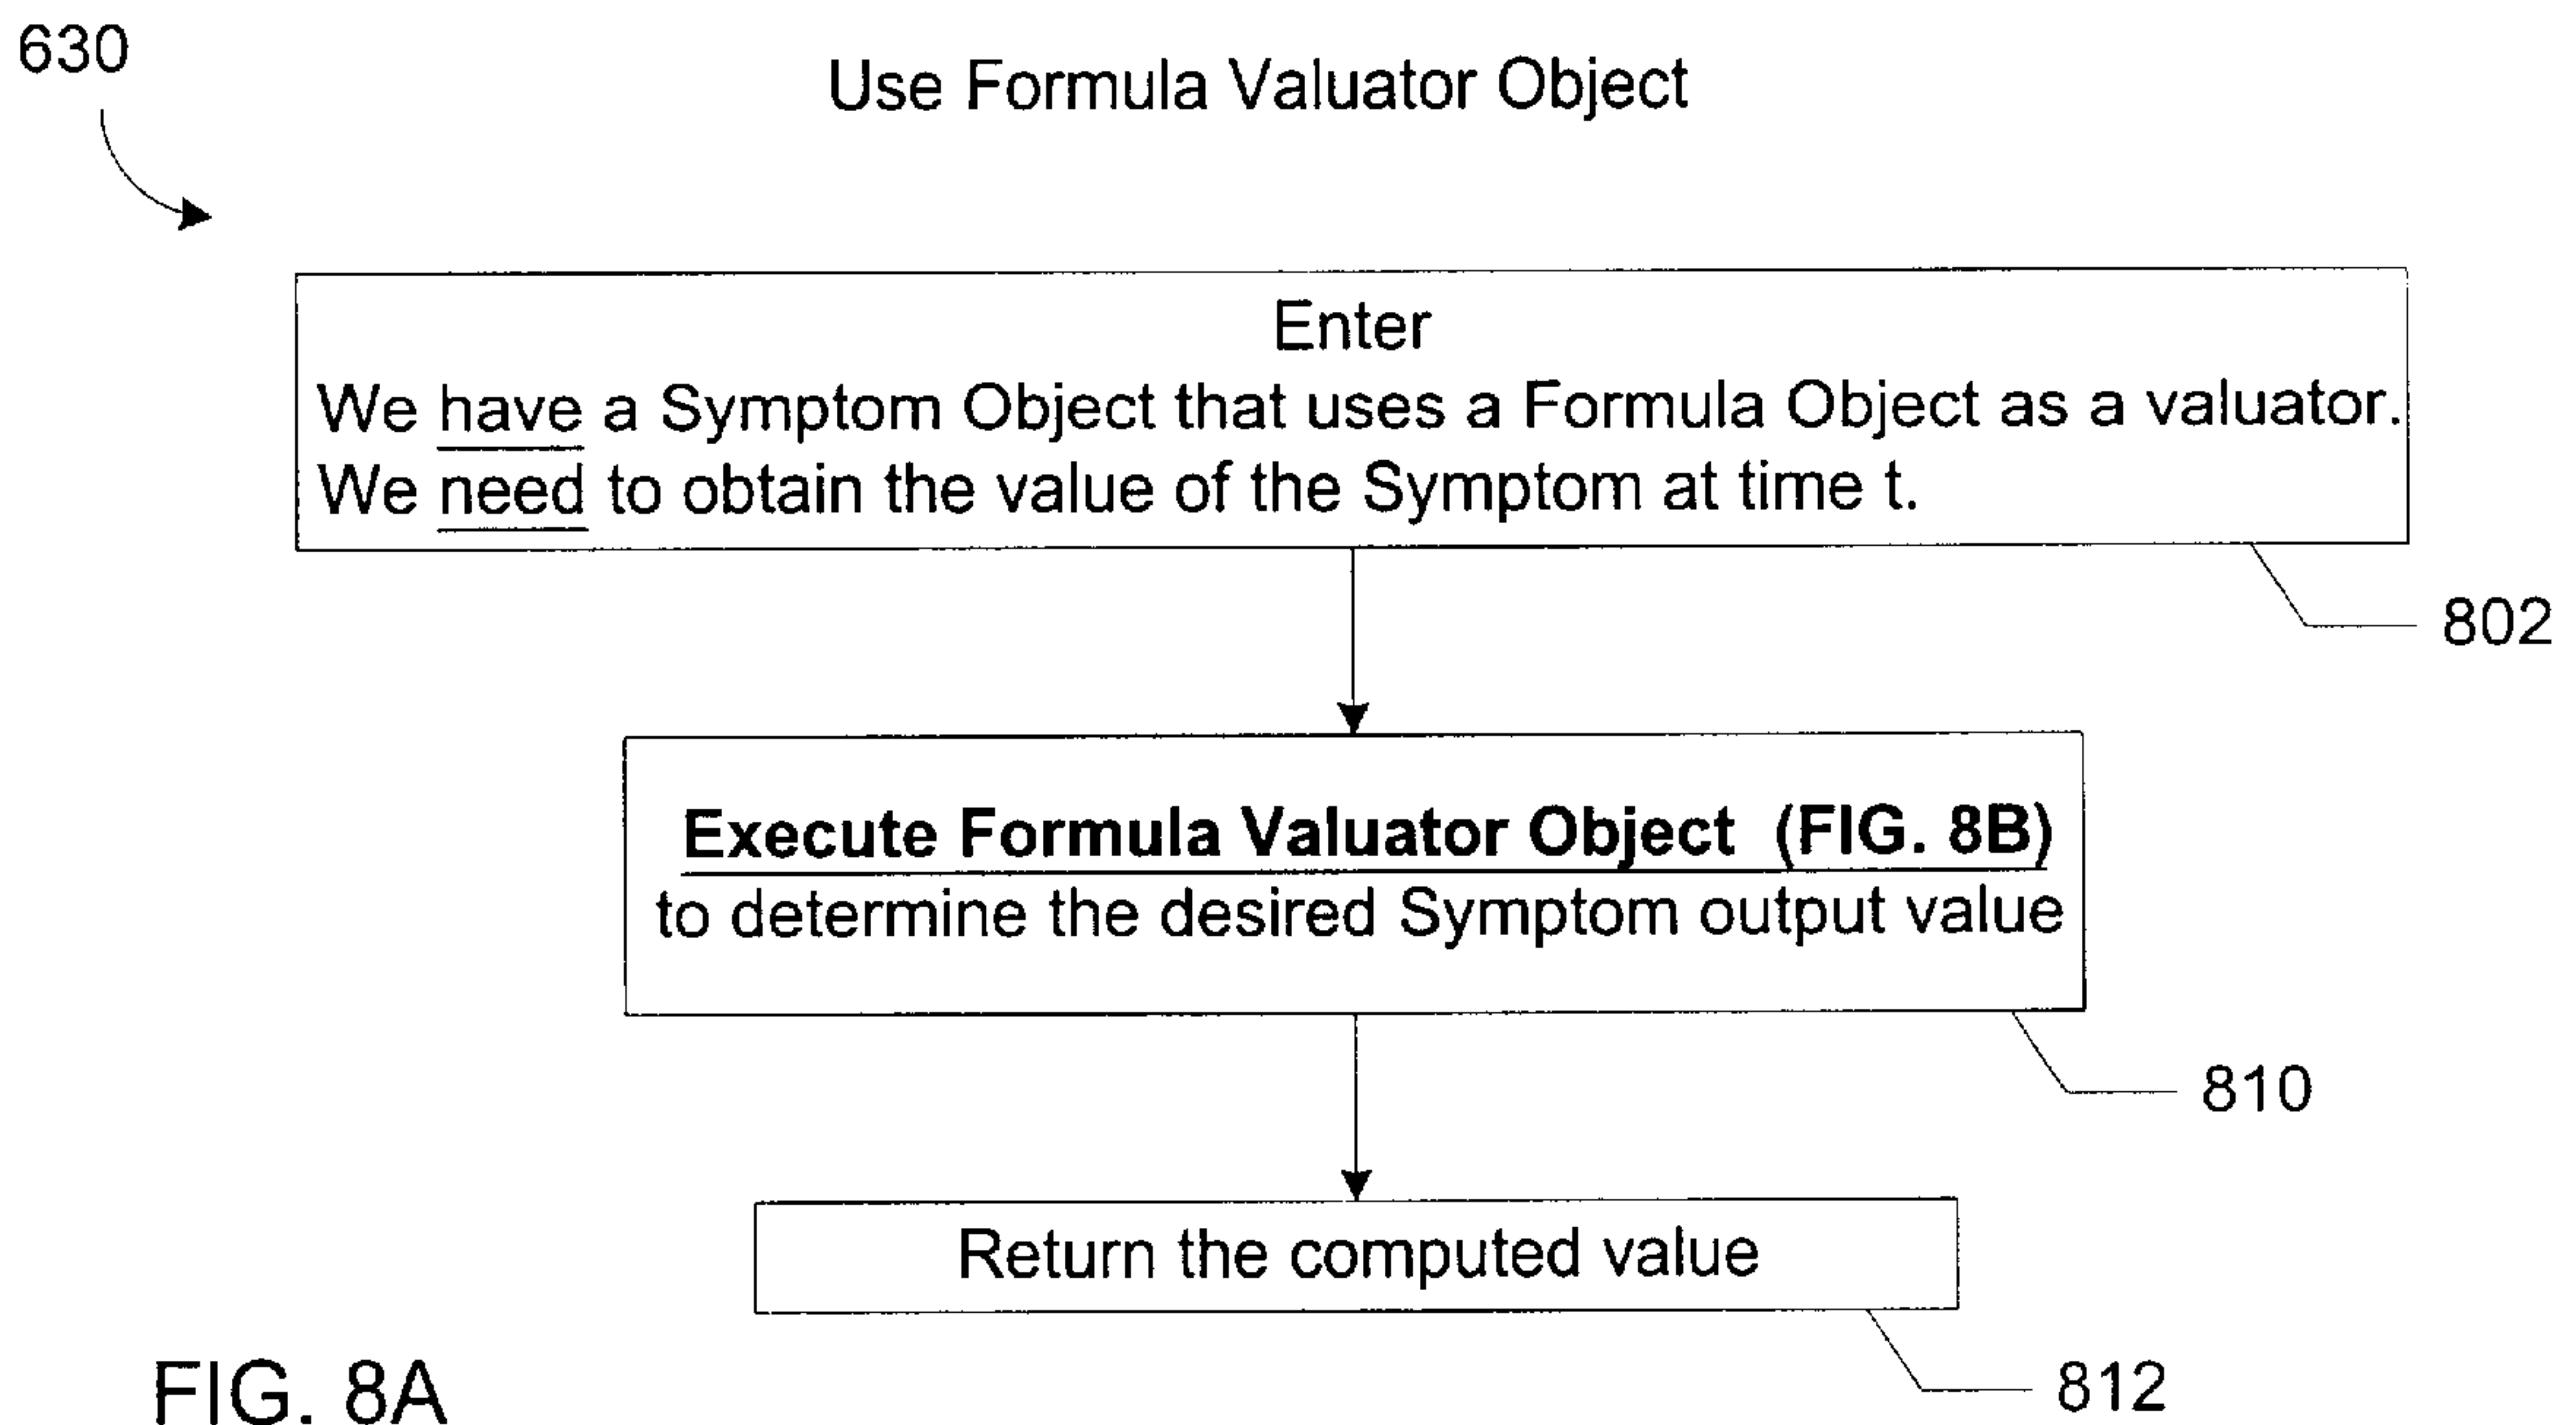 630
Use Formula Valuator Object
Enter
We have a Symptom Object that uses a Formula Object as a valuator.
We need to obtain the value of the Symptom at time t.
802
Execute Formula Valuator Object (FIG. 8B)
to determine the desired Symptom output value
810
Return the computed value
812
FIG. 8A